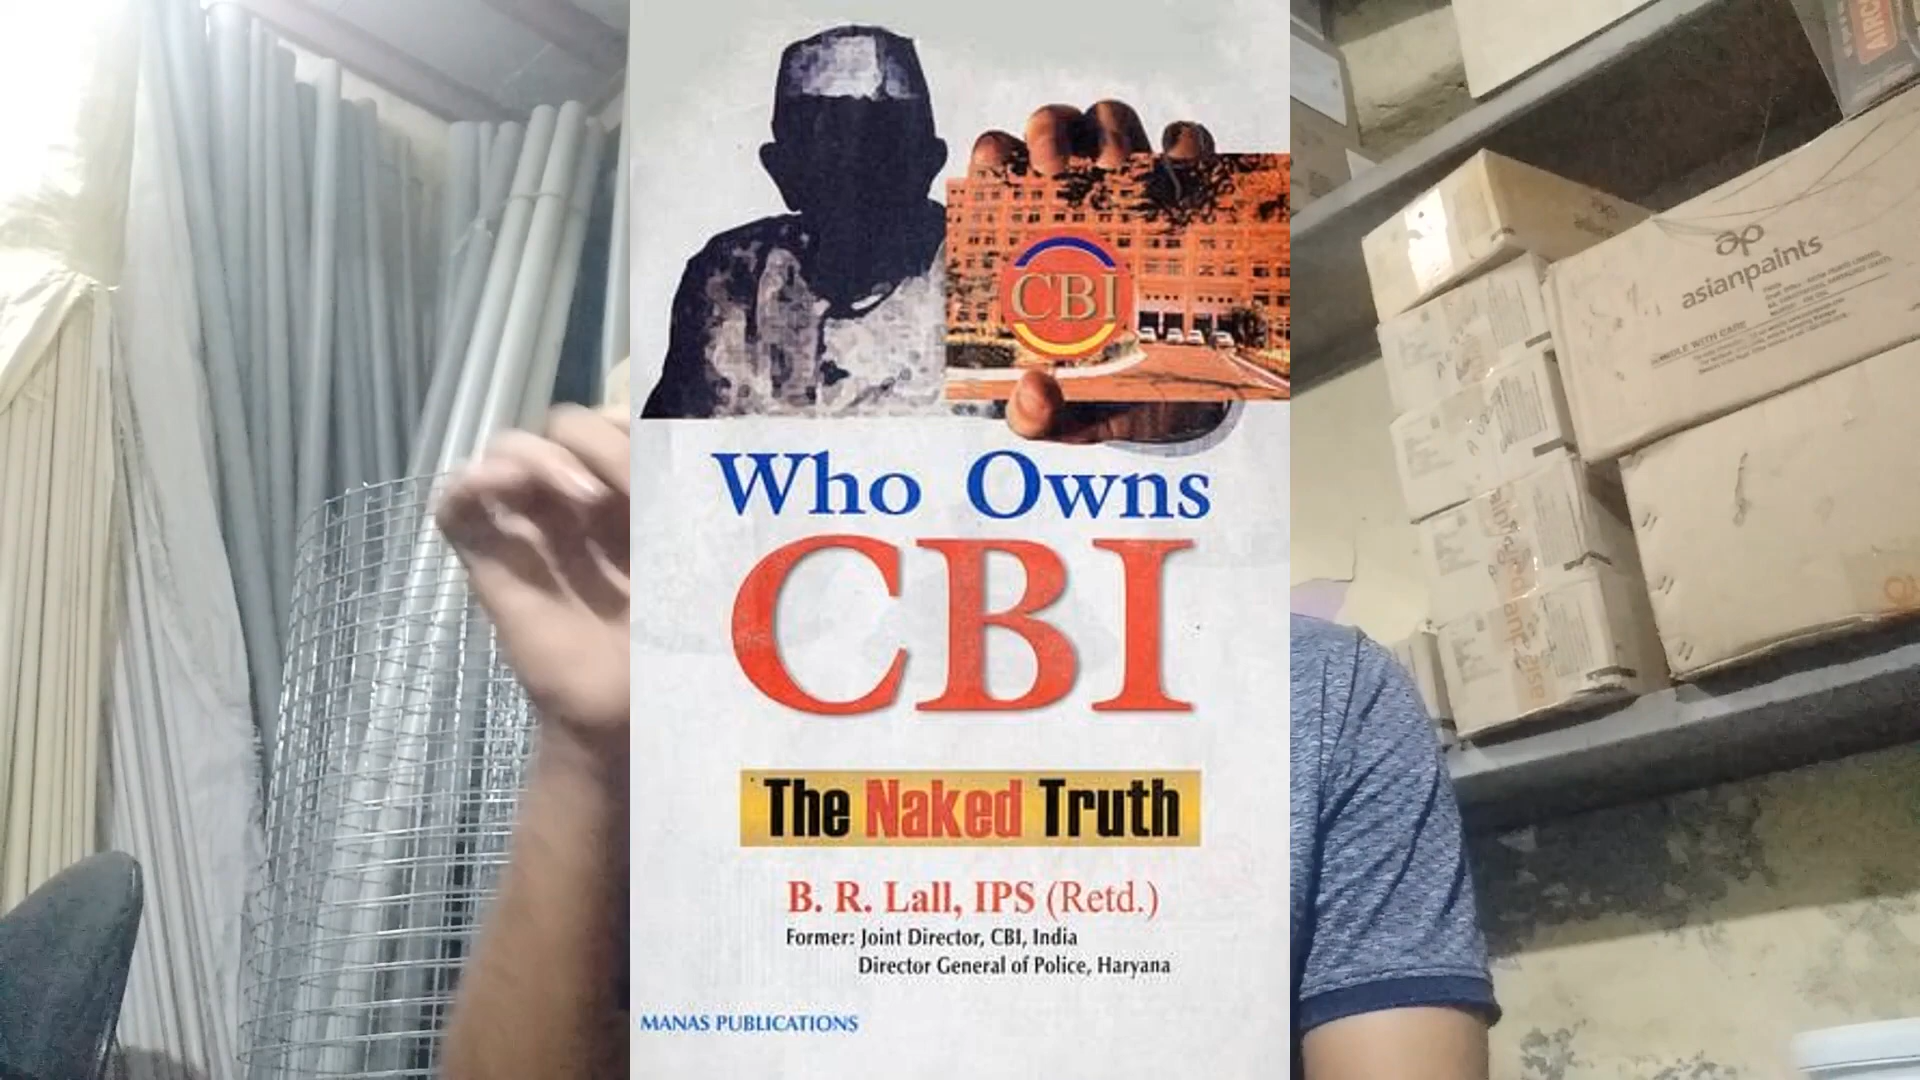 CBI
Who Owns
CBI
The Naked Truth
B. R. Lall, IPS (Retd.)
Former: Joint Director, CBI, India
Director General of Police, Haryana
MANAS PUBLICATIONS
ap
asianpaints